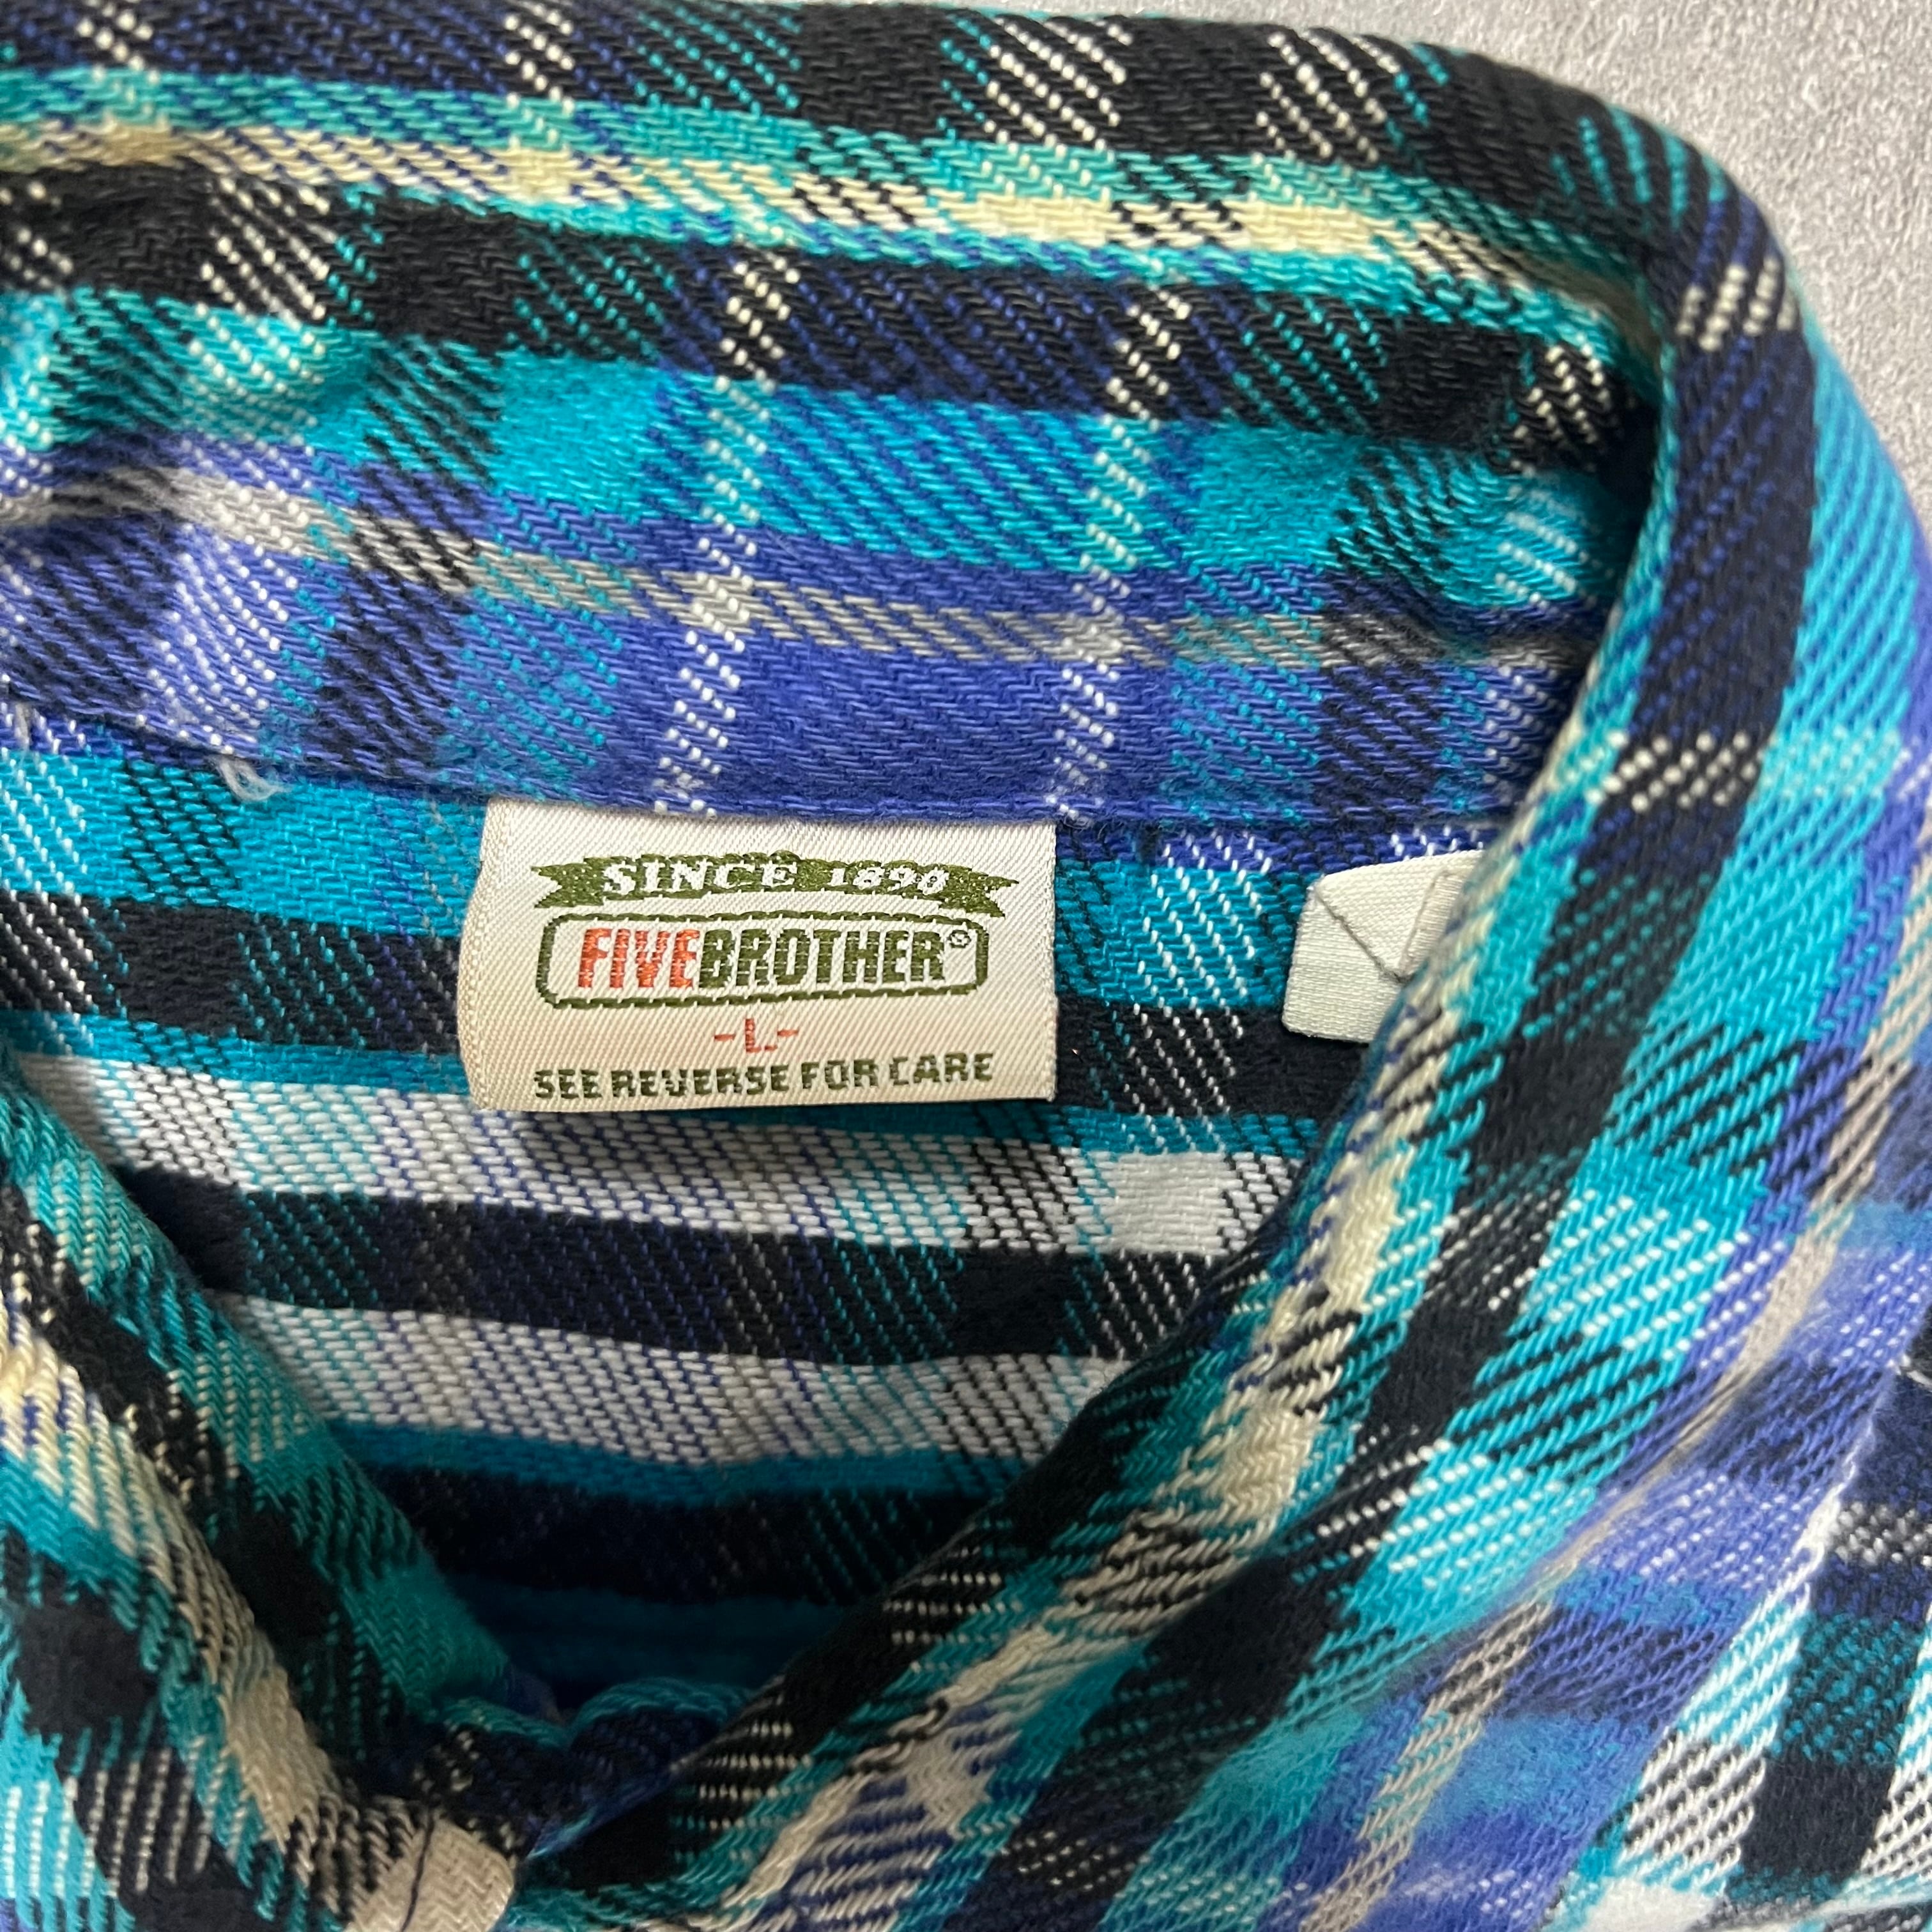 SINCE 1890
FIVEBROTHER®
-L-
SEE REVERSE FOR CARE